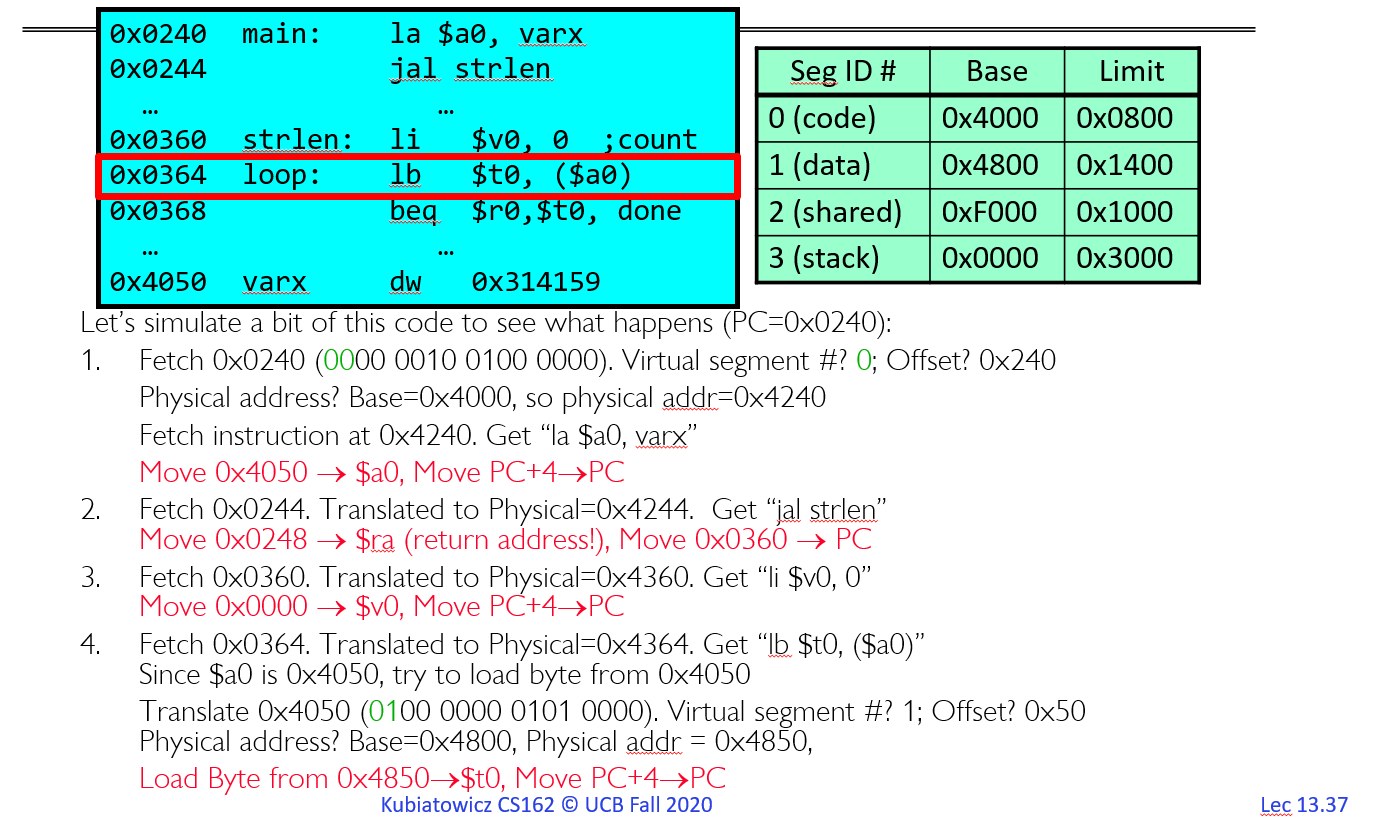 0x0240 main: la $a0, varx
0x0244 jal strlen
… …
0x0360 strlen: li $v0, 0 ;count
0x0364 loop: lb $t0, ($a0)
0x0368 beq $r0,$t0, done
… …
0x4050 varx dw 0x314159
Seg ID # Base Limit
0 (code) 0x4000 0x0800
1 (data) 0x4800 0x1400
2 (shared) 0xF000 0x1000
3 (stack) 0x0000 0x3000
Let’s simulate a bit of this code to see what happens (PC=0x0240):
1. Fetch 0x0240 (0000 0010 0100 0000). Virtual segment #? 0; Offset? 0x240
Physical address? Base=0x4000, so physical addr=0x4240
Fetch instruction at 0x4240. Get “la $a0, varx”
Move 0x4050 → $a0, Move PC+4→PC
2. Fetch 0x0244. Translated to Physical=0x4244. Get “jal strlen”
Move 0x0248 → $ra (return address!), Move 0x0360 → PC
3. Fetch 0x0360. Translated to Physical=0x4360. Get “li $v0, 0”
Move 0x0000 → $v0, Move PC+4→PC
4. Fetch 0x0364. Translated to Physical=0x4364. Get “lb $t0, ($a0)”
Since $a0 is 0x4050, try to load byte from 0x4050
Translate 0x4050 (0100 0000 0101 0000). Virtual segment #? 1; Offset? 0x50
Physical address? Base=0x4800, Physical addr = 0x4850,
Load Byte from 0x4850→$t0, Move PC+4→PC
Kubiatowicz CS162 © UCB Fall 2020
Lec 13.37